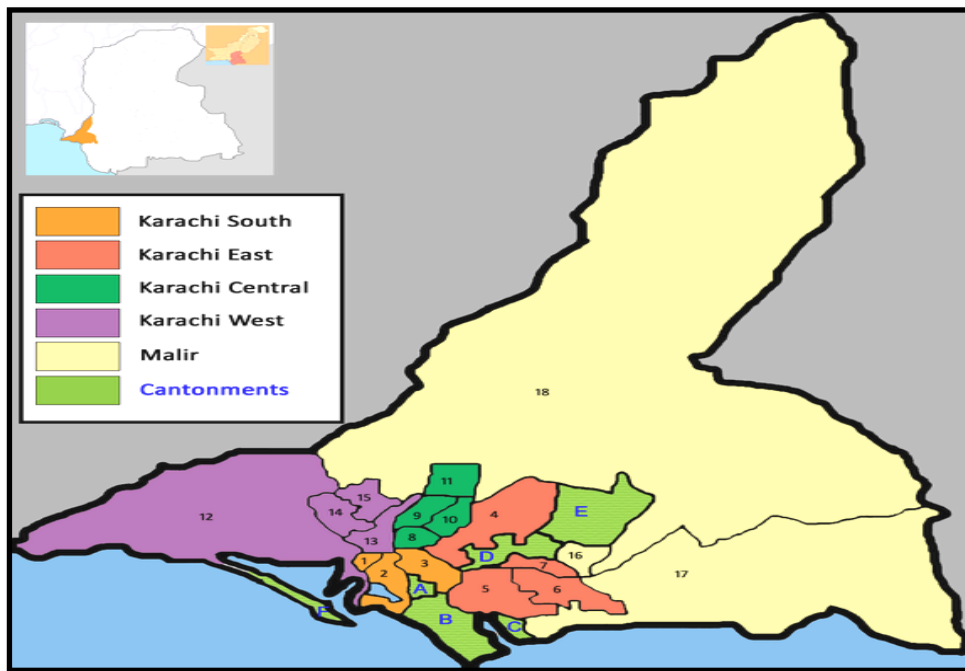 Karachi South
Karachi East
Karachi Central
Karachi West
Malir
Cantonments
18
11
15
12
14
9
10
4
E
13
8
D
16
1
2
3
7
A
5
6
17
F
B
C